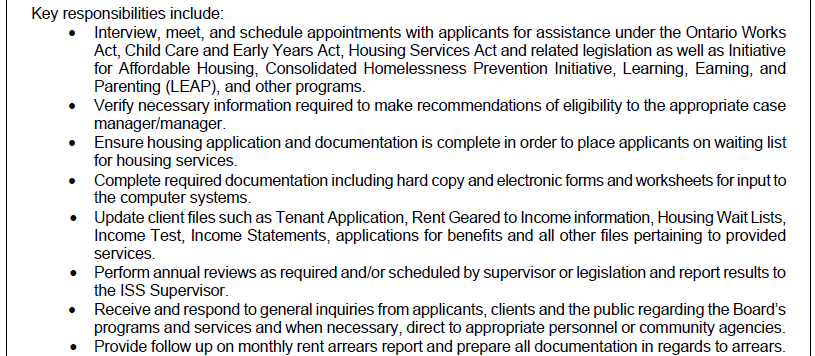 Key responsibilities include:
• Interview, meet, and schedule appointments with applicants for assistance under the Ontario Works
Act, Child Care and Early Years Act, Housing Services Act and related legislation as well as Initiative
for Affordable Housing, Consolidated Homelessness Prevention Initiative, Learning, Earning, and
Parenting (LEAP), and other programs.
• Verify necessary information required to make recommendations of eligibility to the appropriate case
manager/manager.
• Ensure housing application and documentation is complete in order to place applicants on waiting list
for housing services.
• Complete required documentation including hard copy and electronic forms and worksheets for input to
the computer systems.
• Update client files such as Tenant Application, Rent Geared to Income information, Housing Wait Lists,
Income Test, Income Statements, applications for benefits and all other files pertaining to provided
services.
• Perform annual reviews as required and/or scheduled by supervisor or legislation and report results to
the ISS Supervisor.
• Receive and respond to general inquiries from applicants, clients and the public regarding the Board's
programs and services and when necessary, direct to appropriate personnel or community agencies.
• Provide follow up on monthly rent arrears report and prepare all documentation in regards to arrears.